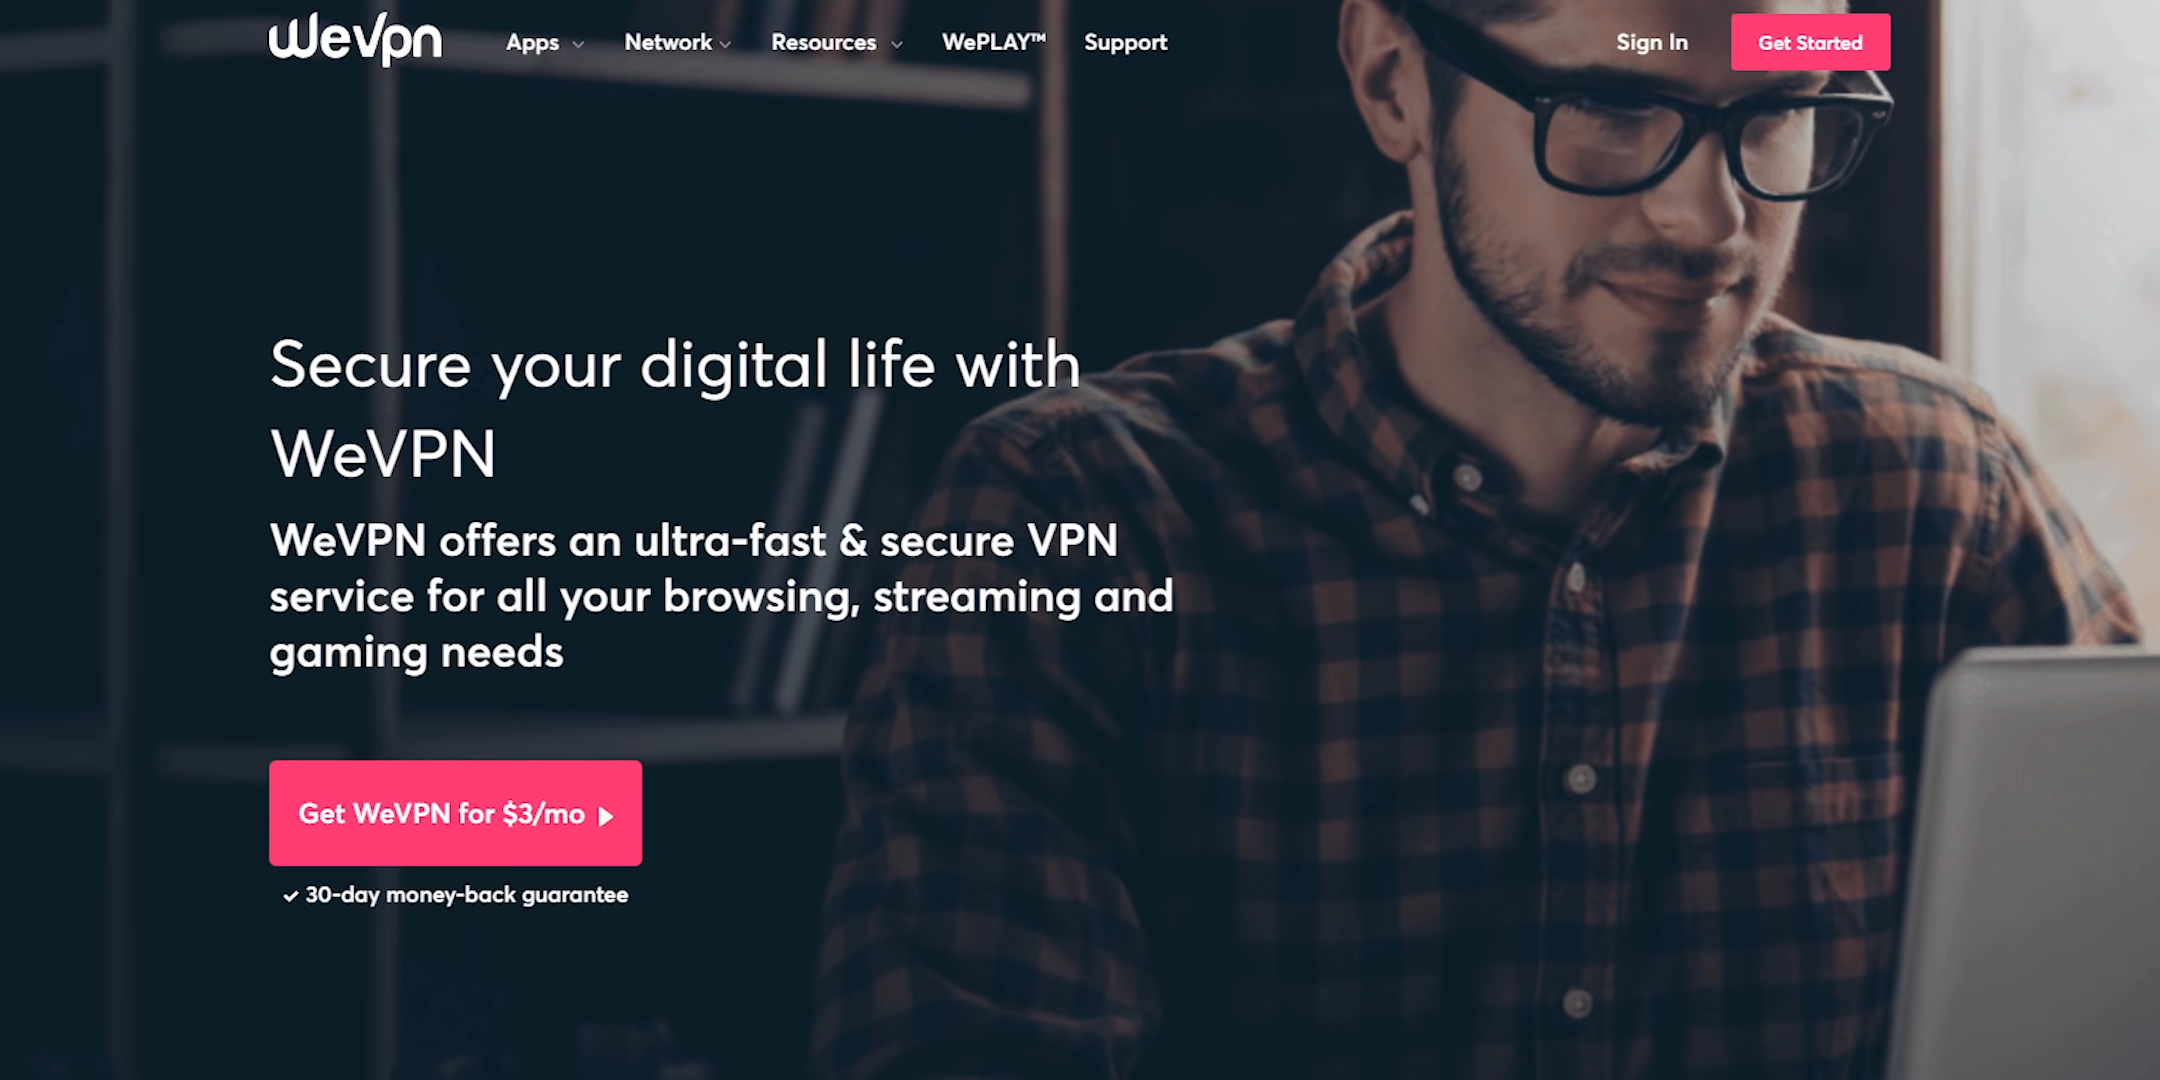 WeVpn
Apps
Network
Resources
WePLAY™
Support
Sign In
Get Started
Secure your digital life with
WeVPN
WeVPN offers an ultra-fast & secure VPN
service for all your browsing, streaming and
gaming needs
Get WeVPN for $3/mo
30-day money-back guarantee